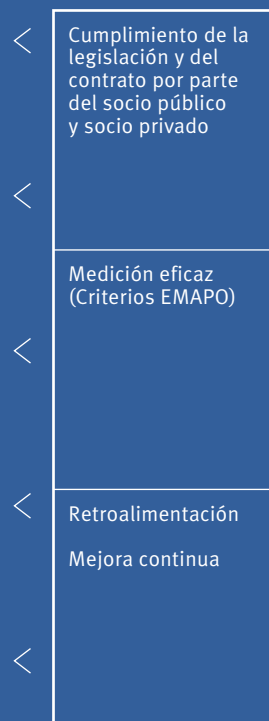 Cumplimiento de la
legislación y del
contrato por parte
del socio público
y socio privado
Medición eficaz
(Criterios EMAPO)
Retroalimentación
Mejora continua